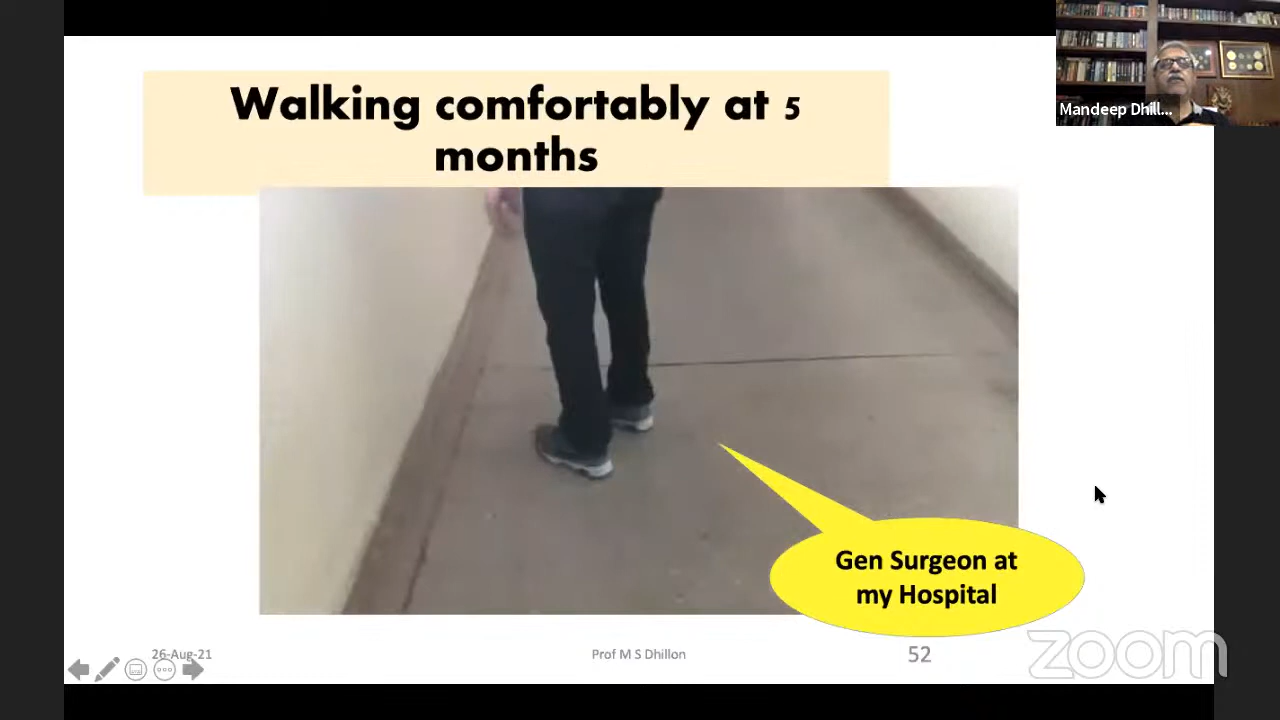 Walking comfortably at 5
months
Mandeep Dhill...
Gen Surgeon at
my Hospital
26-Aug-21
Prof M S Dhillon
52
zoom